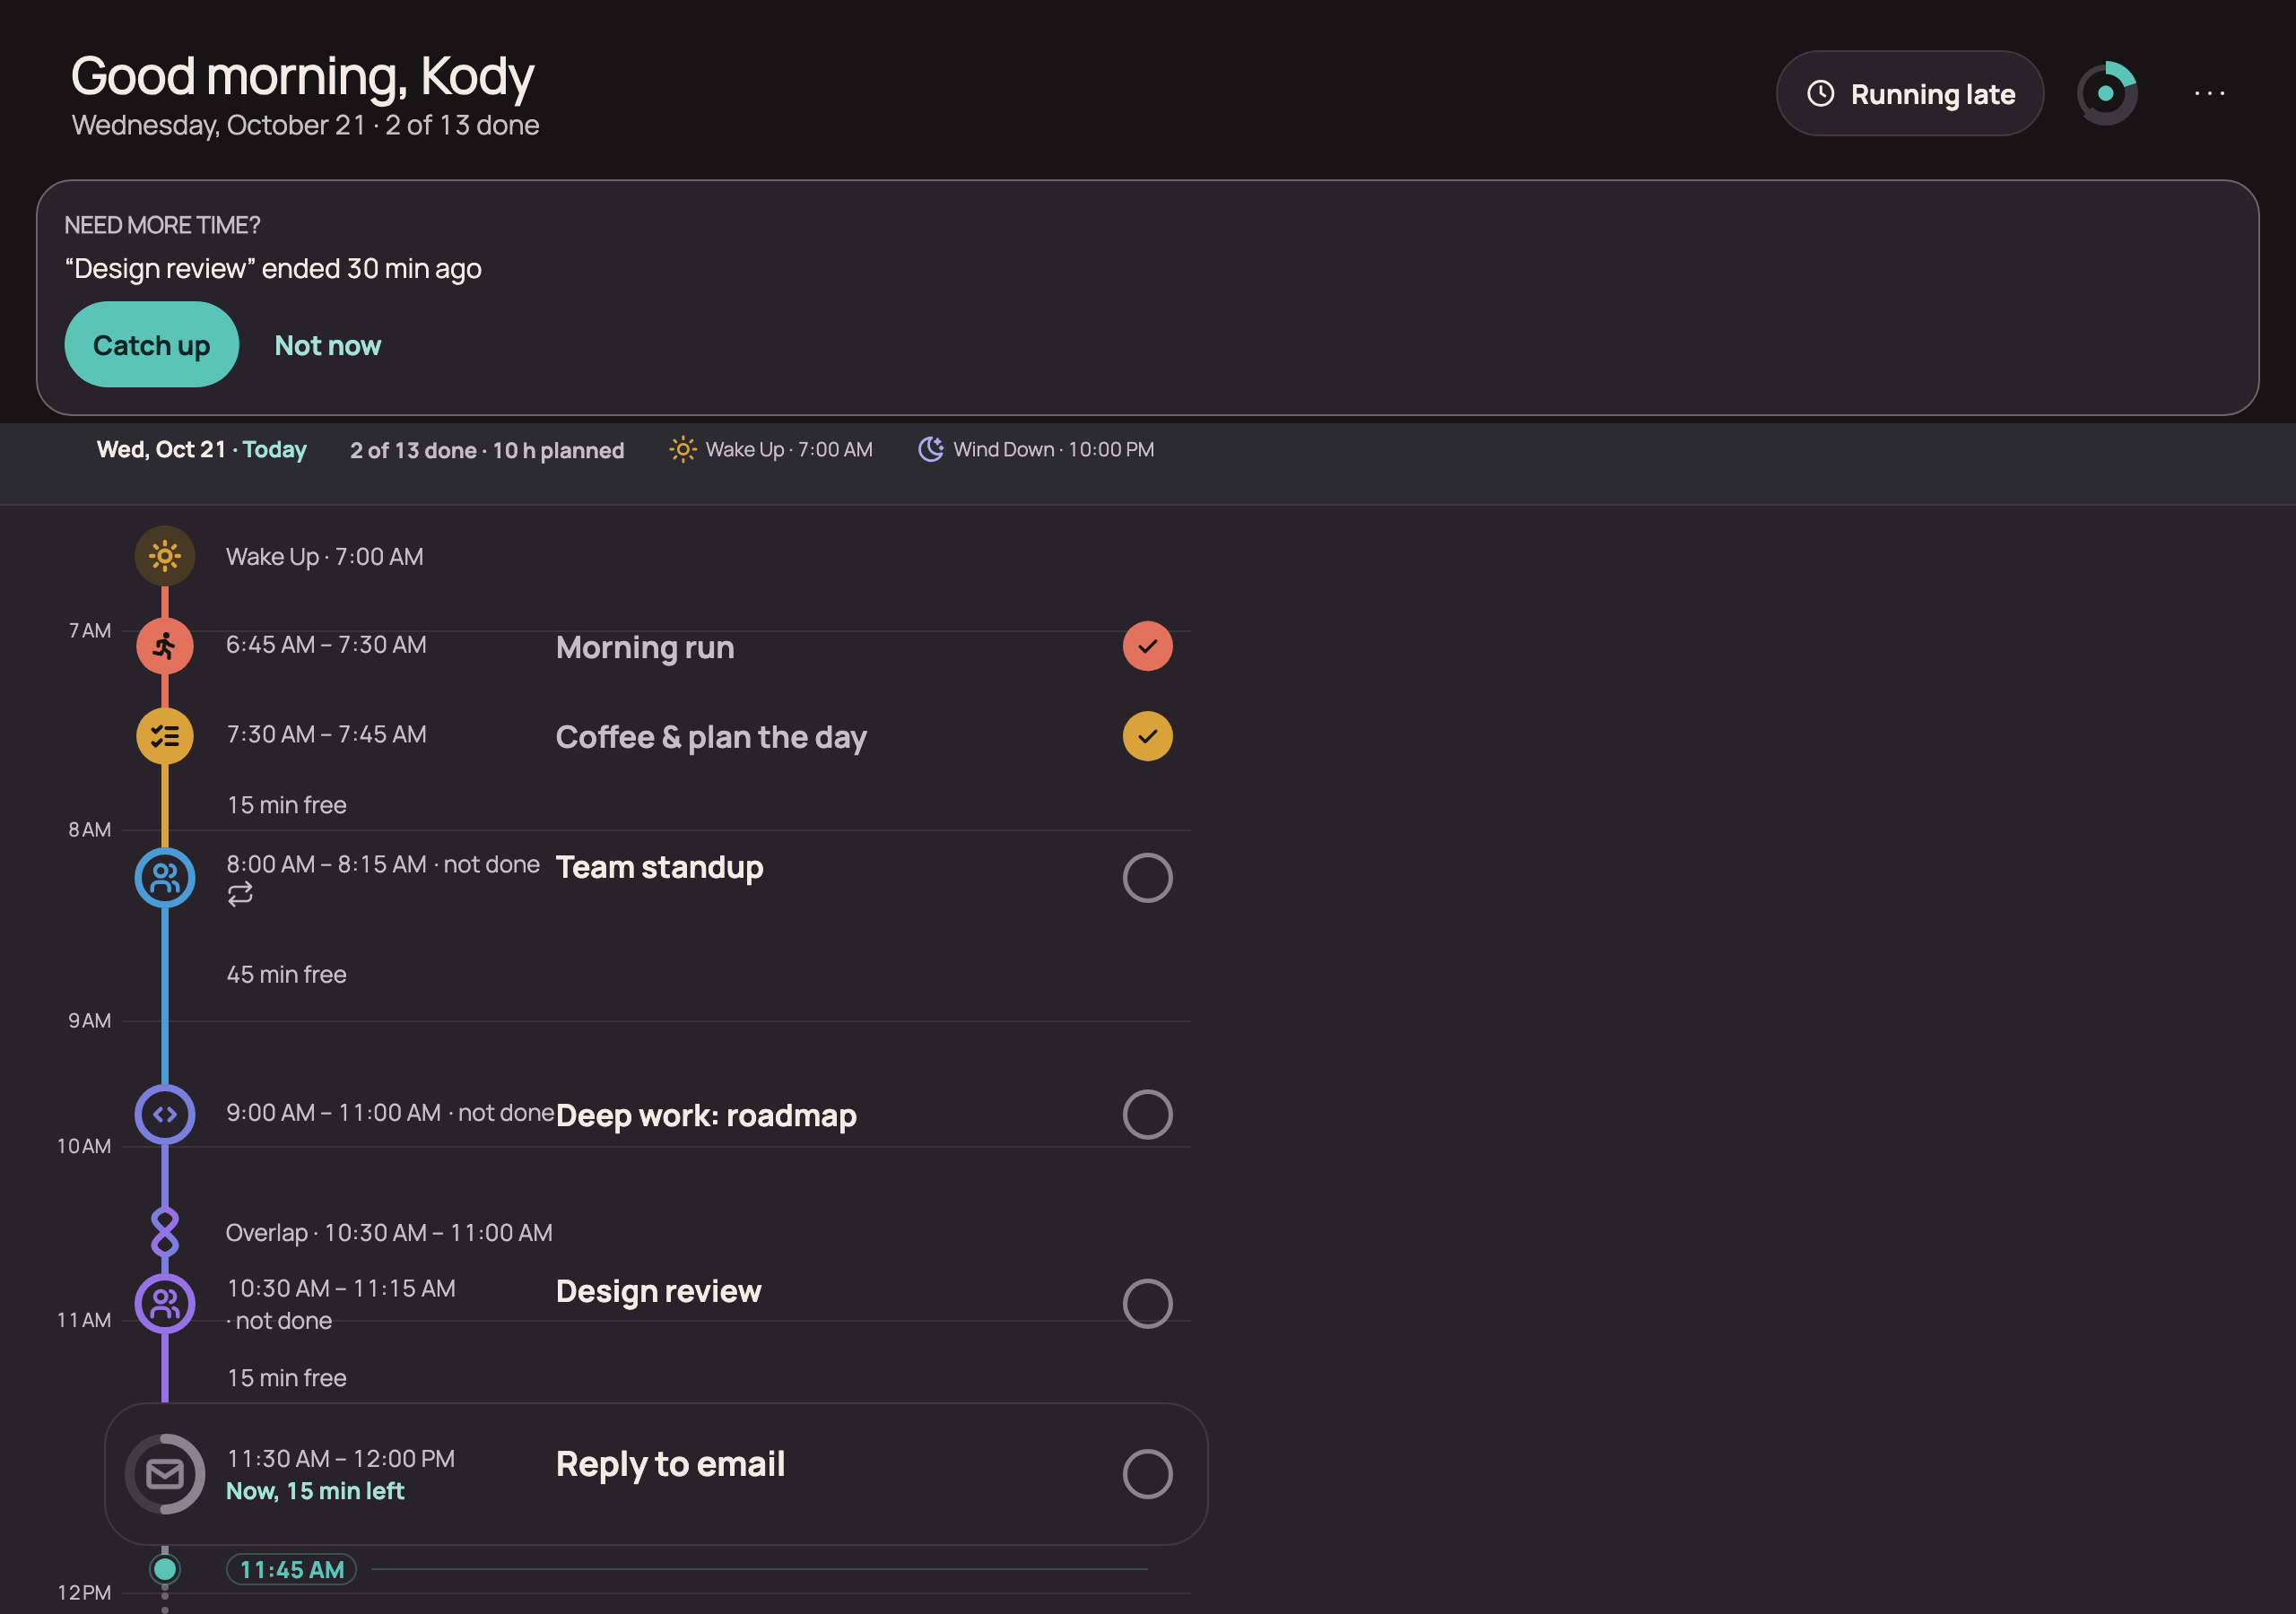 Good morning, Kody
Wednesday, October 21 · 2 of 13 done
Running late
NEED MORE TIME?
“Design review” ended 30 min ago
Catch up
Not now
Wed, Oct 21 · Today
2 of 13 done · 10 h planned
Wake Up · 7:00 AM
Wind Down · 10:00 PM
Wake Up · 7:00 AM
7 AM
6:45 AM – 7:30 AM
Morning run
7:30 AM – 7:45 AM
Coffee & plan the day
15 min free
8 AM
8:00 AM – 8:15 AM · not done
Team standup
45 min free
9 AM
9:00 AM – 11:00 AM · not done
Deep work: roadmap
10 AM
Overlap · 10:30 AM – 11:00 AM
10:30 AM – 11:15 AM
· not done
Design review
11 AM
15 min free
11:30 AM – 12:00 PM
Now, 15 min left
Reply to email
11:45 AM
12 PM